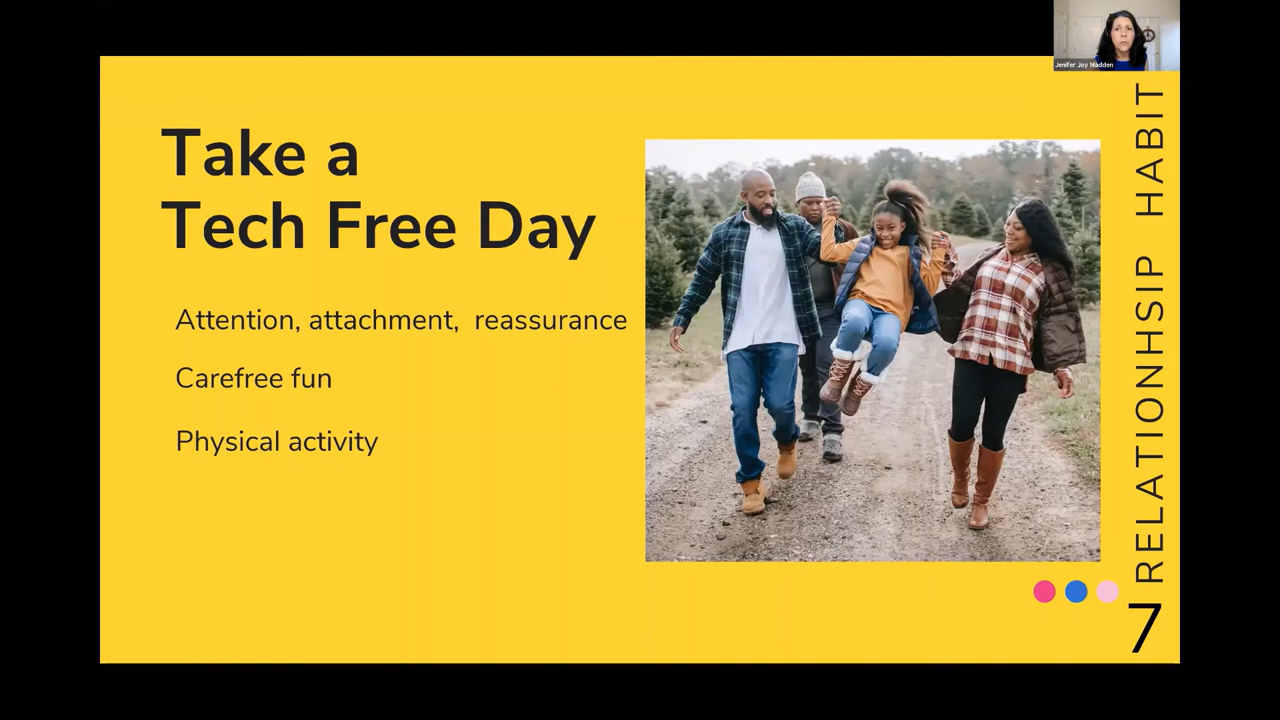 Jenifer Joy Madden
Take a
Tech Free Day
Attention, attachment, reassurance
Carefree fun
Physical activity
RELATIONHSIP HABIT
7